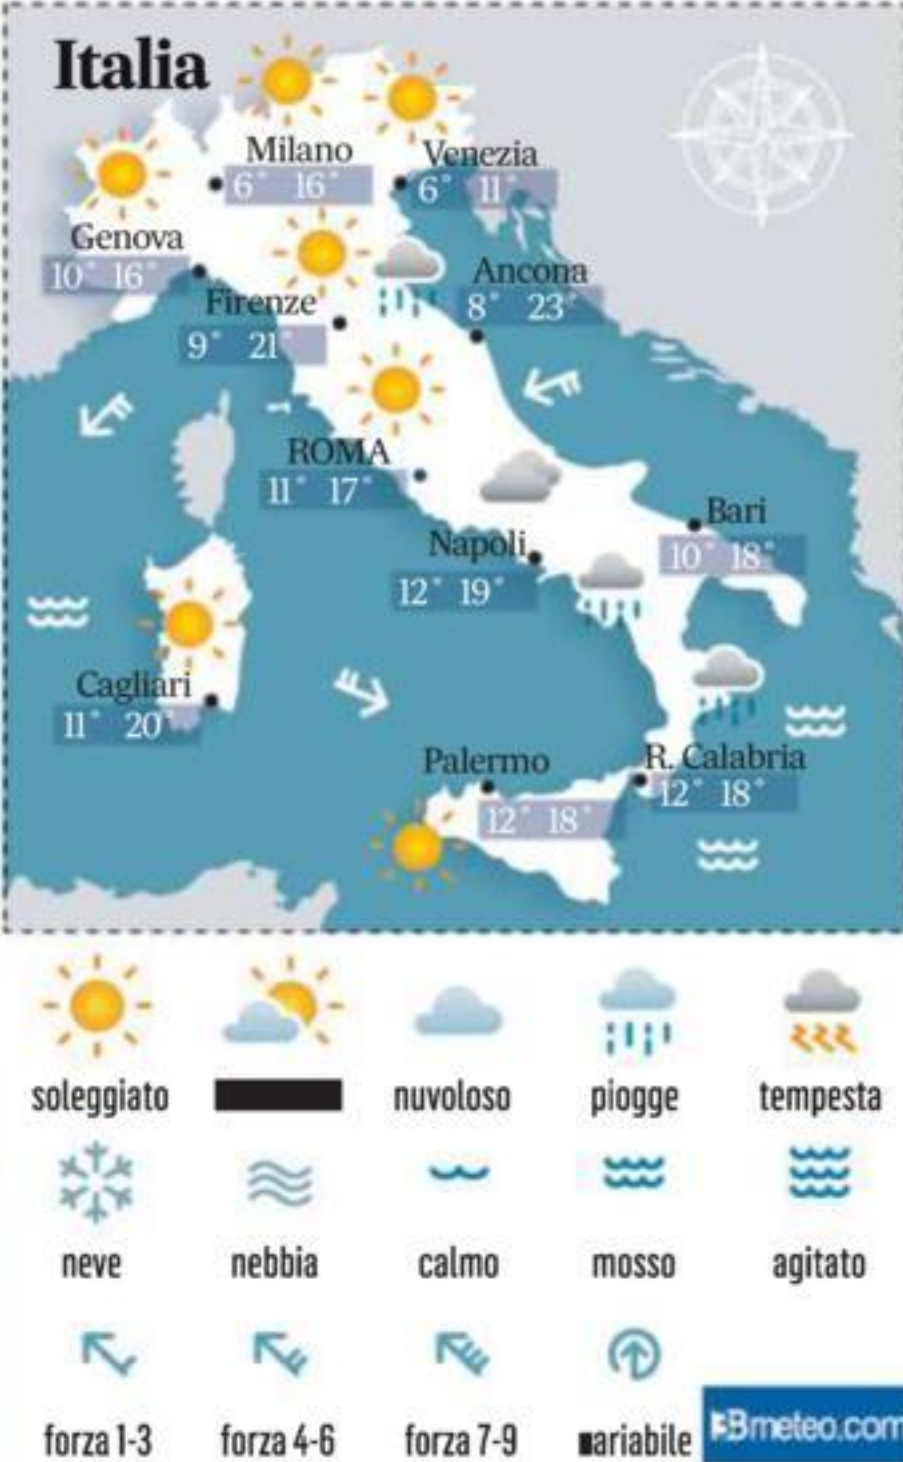 Italia
Milano
6° 16°
Venezia
6° 11°
Genova
10° 16°
Firenze
9° 21°
Ancona
8° 23°
ROMA
11° 17°
Bari
10° 18°
Napoli
12° 19°
Cagliari
11° 20°
Palermo
12° 18°
R. Calabria
12° 18°
soleggiato nuvoloso piogge tempesta
neve nebbia calmo mosso agitato
forza 1-3 forza 4-6 forza 7-9 ariabile
3Bmeteo.com